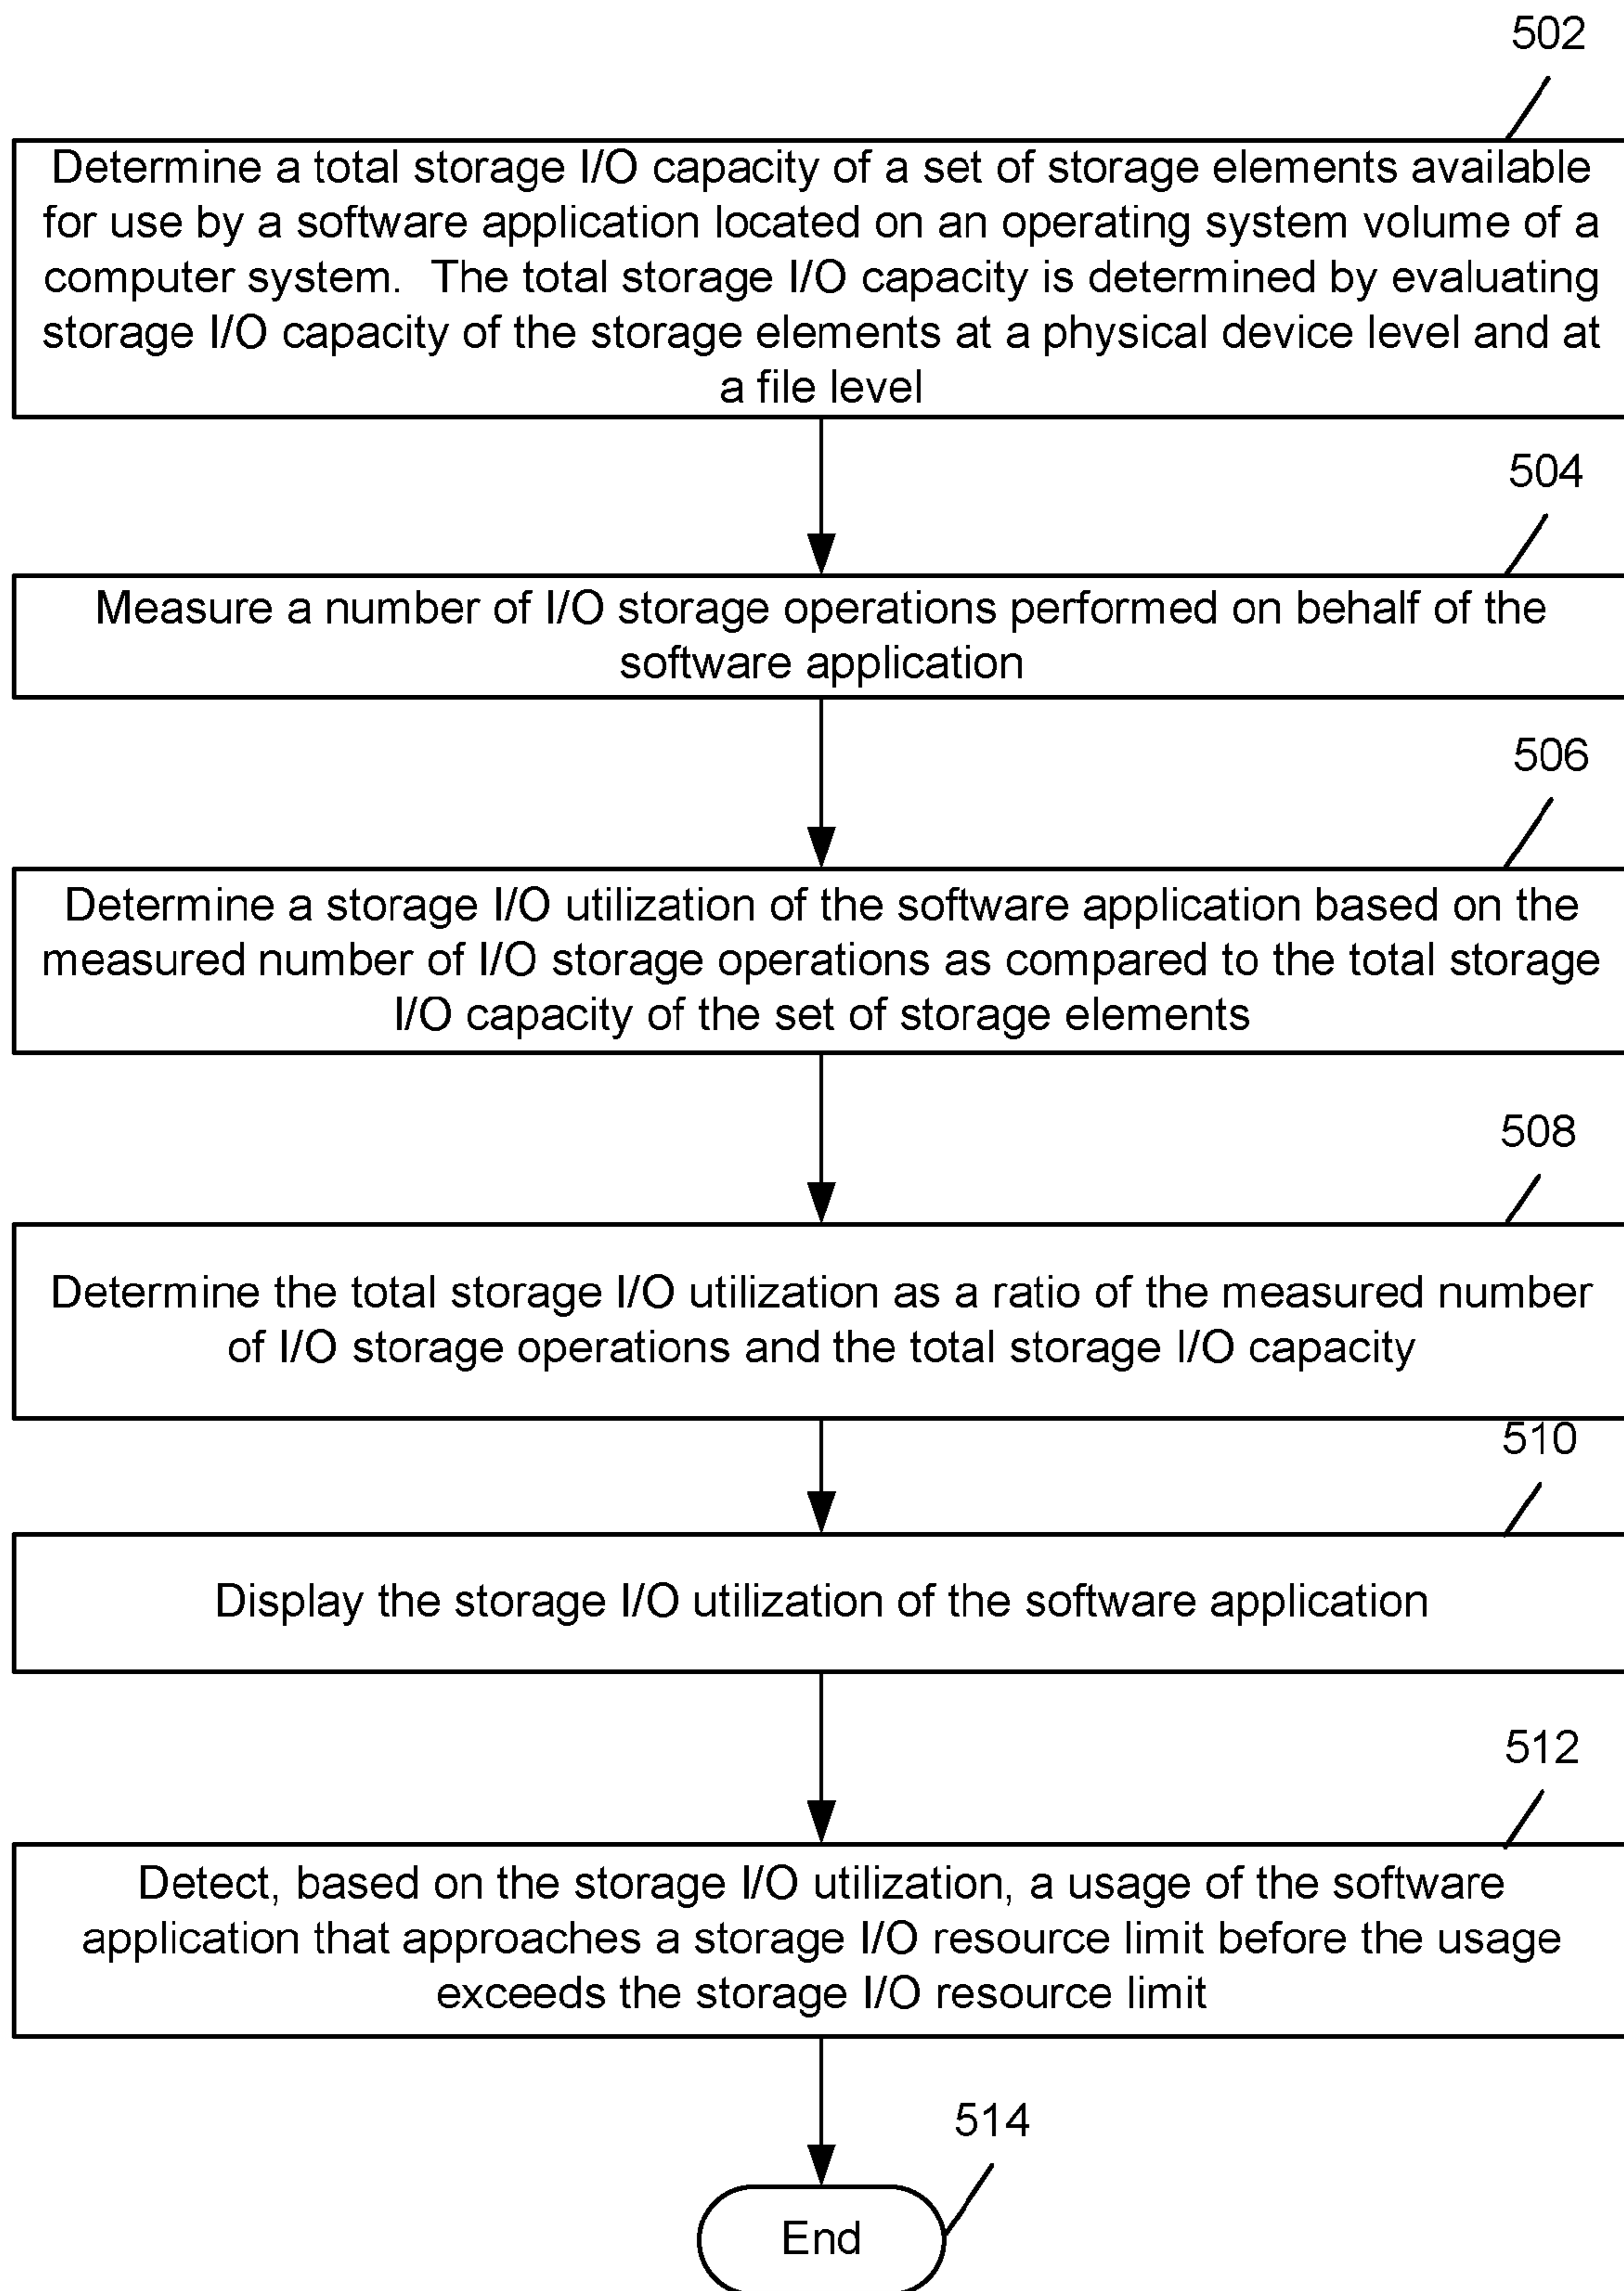 502
Determine a total storage I/O capacity of a set of storage elements available
for use by a software application located on an operating system volume of a
computer system. The total storage I/O capacity is determined by evaluating
storage I/O capacity of the storage elements at a physical device level and at
a file level
504
Measure a number of I/O storage operations performed on behalf of the
software application
506
Determine a storage I/O utilization of the software application based on the
measured number of I/O storage operations as compared to the total storage
I/O capacity of the set of storage elements
508
Determine the total storage I/O utilization as a ratio of the measured number
of I/O storage operations and the total storage I/O capacity
510
Display the storage I/O utilization of the software application
512
Detect, based on the storage I/O utilization, a usage of the software
application that approaches a storage I/O resource limit before the usage
exceeds the storage I/O resource limit
514
End